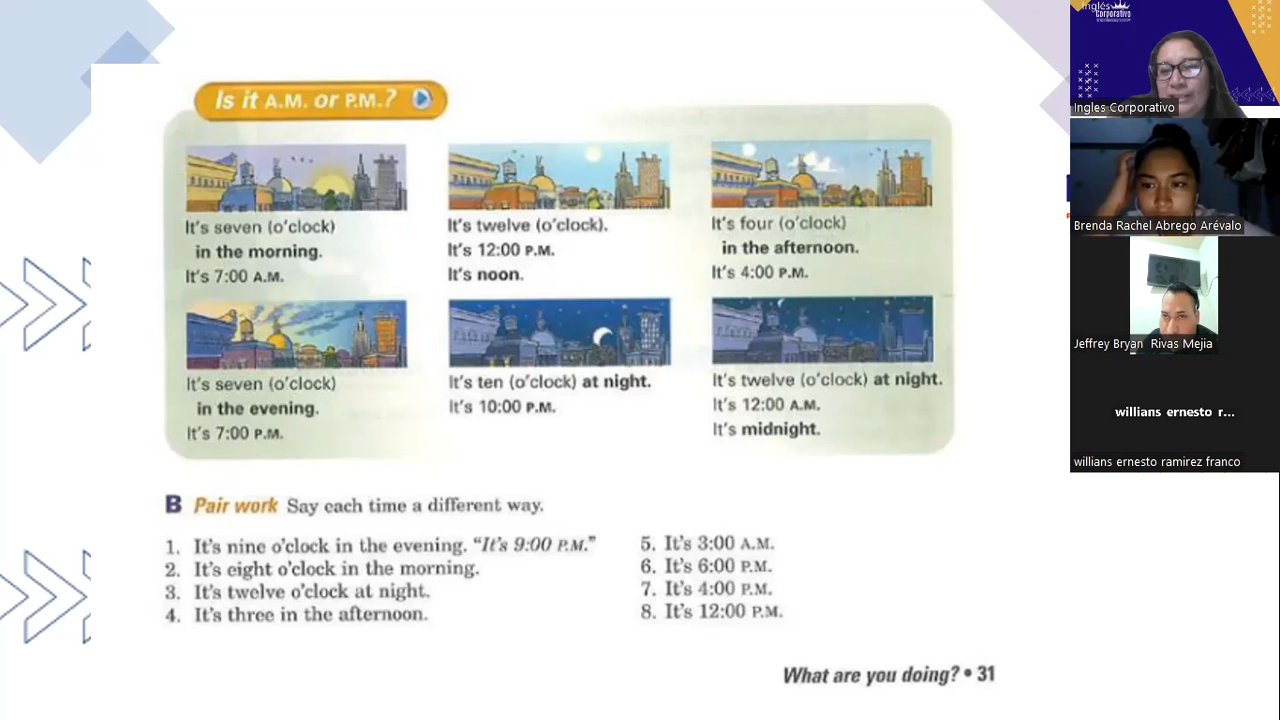 Is it A.M. or P.M.?
It's seven (o'clock)
in the morning.
It's 7:00 A.M.
It's twelve (o'clock).
It's 12:00 P.M.
It's noon.
It's four (o'clock)
in the afternoon.
It's 4:00 P.M.
It's seven (o'clock)
in the evening.
It's 7:00 P.M.
It's ten (o'clock) at night.
It's 10:00 P.M.
It's twelve (o'clock) at night.
It's 12:00 A.M.
It's midnight.
B Pair work Say each time a different way.
1. It's nine o'clock in the evening. "It's 9:00 P.M."
2. It's eight o'clock in the morning.
3. It's twelve o'clock at night.
4. It's three in the afternoon.
5. It's 3:00 A.M.
6. It's 6:00 P.M.
7. It's 4:00 P.M.
8. It's 12:00 P.M.
What are you doing? • 31
Inglés
Corporativo
Ingles Corporativo
Brenda Rachel Abrego Arévalo
Jeffrey Bryan Rivas Mejia
willians ernesto r...
willians ernesto ramirez franco